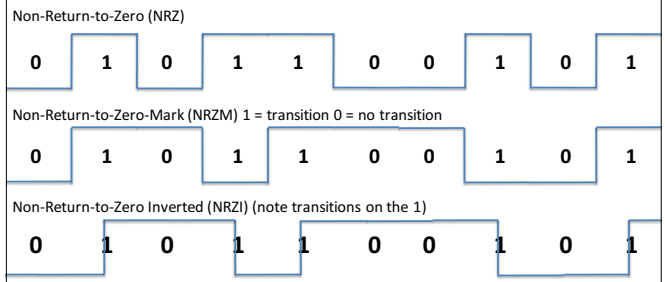 Non-Return-to-Zero (NRZ)
0 1 0 1 1 0 0 1 0 1
Non-Return-to-Zero-Mark (NRZM) 1 = transition 0 = no transition
0 1 0 1 1 0 0 1 0 1
Non-Return-to-Zero Inverted (NRZI) (note transitions on the 1)
0 1 0 1 1 0 0 1 0 1